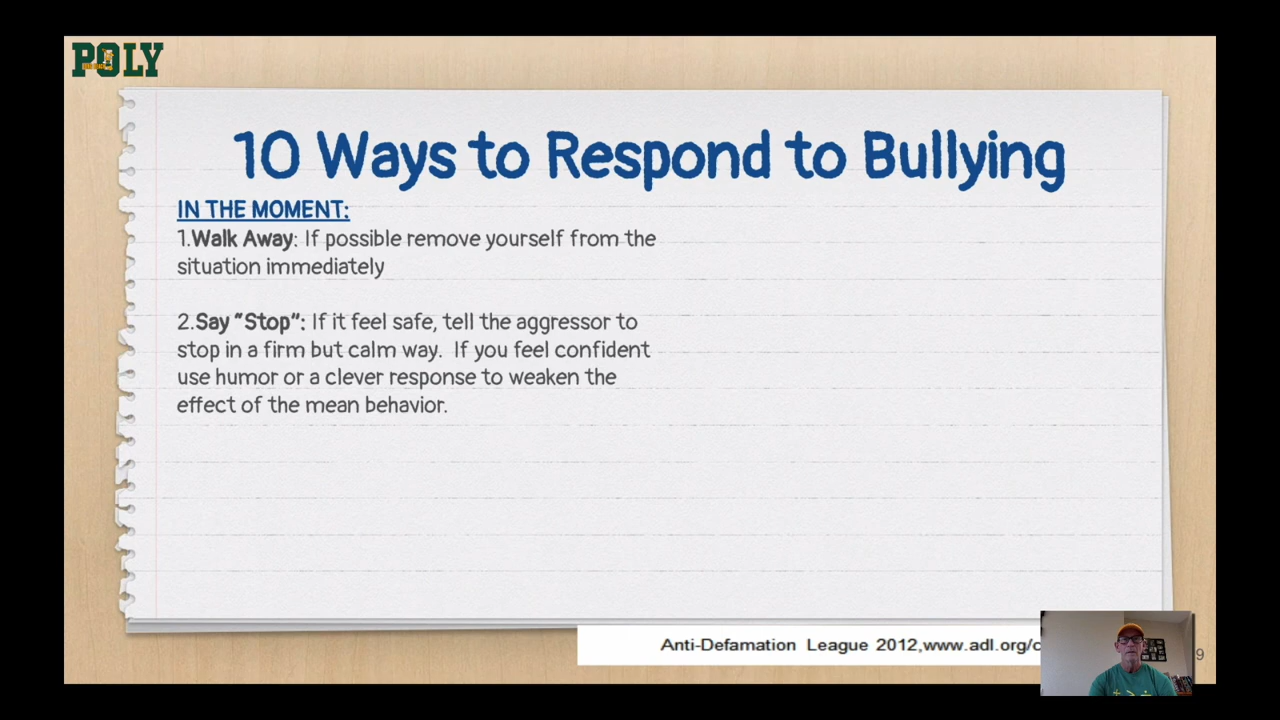 POLY
10 Ways to Respond to Bullying
IN THE MOMENT:
1.Walk Away: If possible remove yourself from the
situation immediately
2.Say "Stop": If it feel safe, tell the aggressor to
stop in a firm but calm way. If you feel confident
use humor or a clever response to weaken the
effect of the mean behavior.
Anti-Defamation League 2012,www.adl.org/c
9